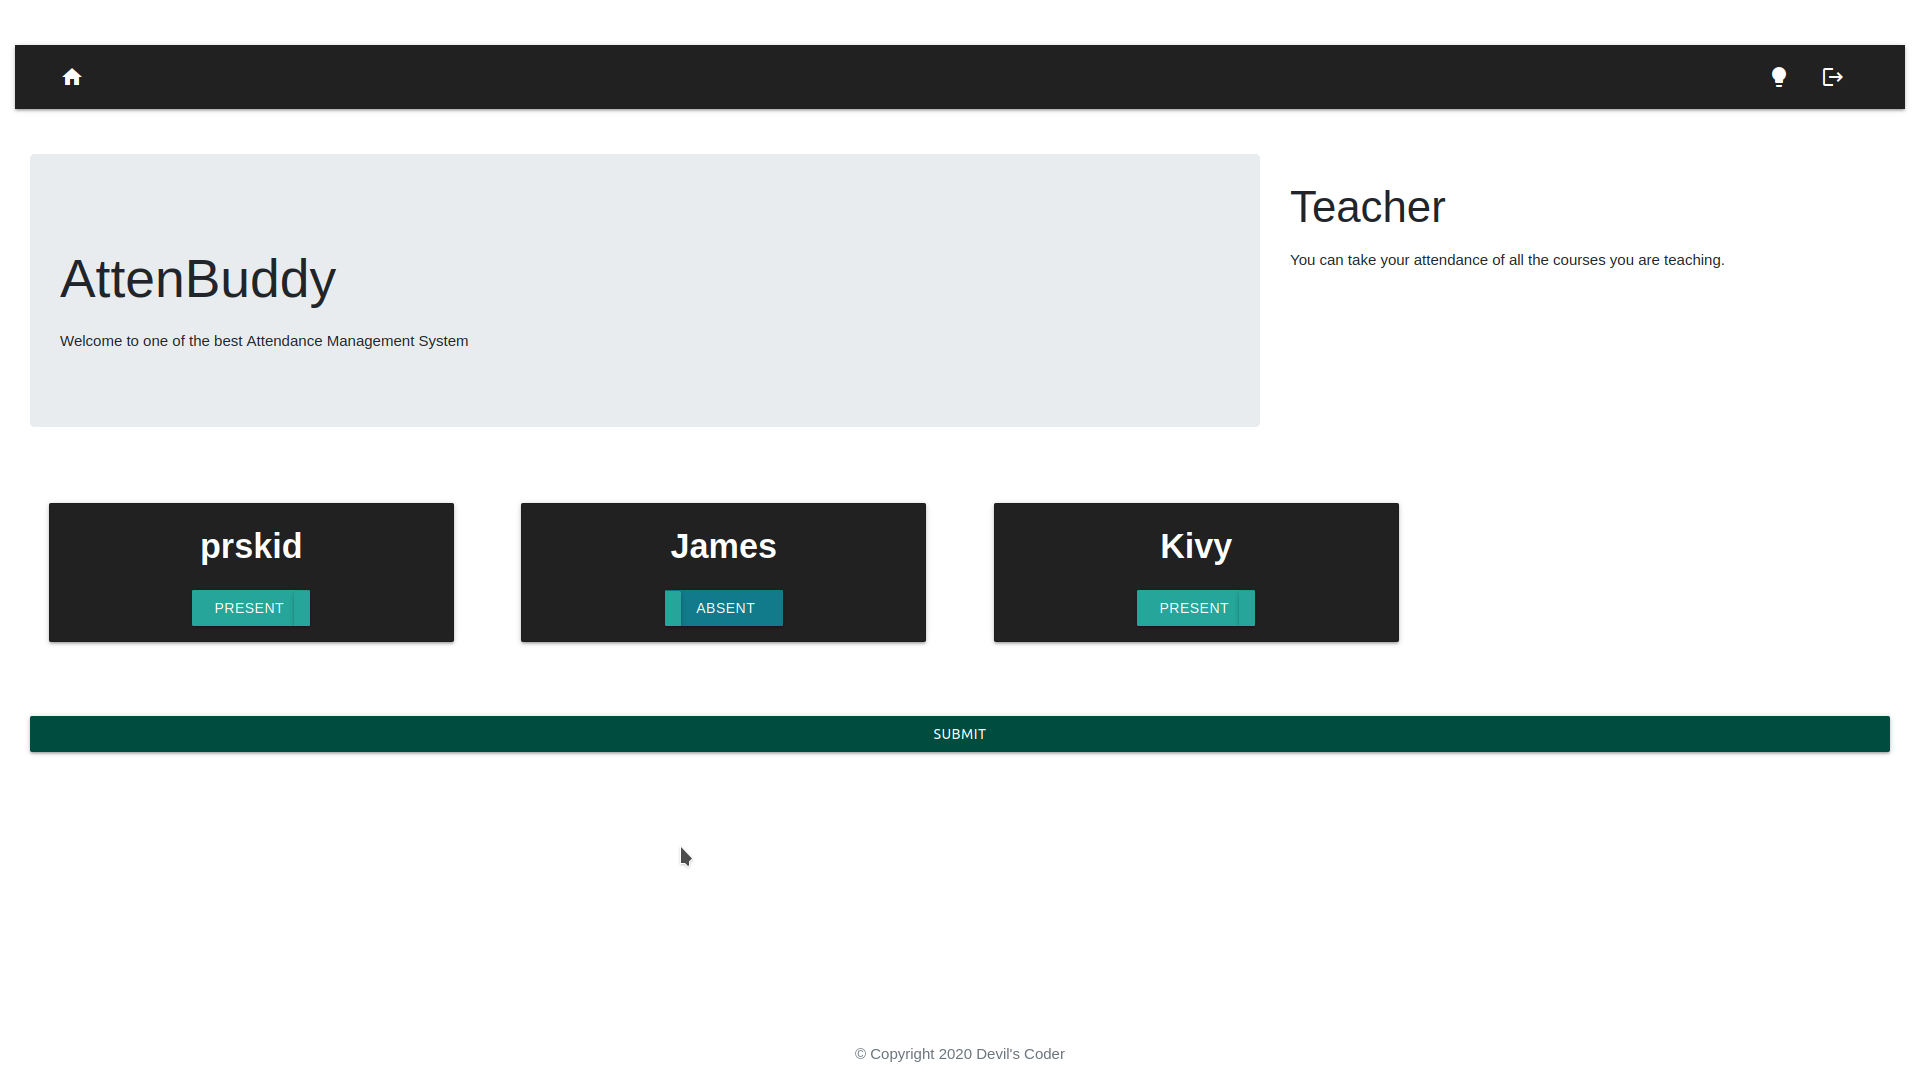 AttenBuddy
Welcome to one of the best Attendance Management System
Teacher
You can take your attendance of all the courses you are teaching.
prskid
PRESENT
James
ABSENT
Kivy
PRESENT
SUBMIT
© Copyright 2020 Devil's Coder